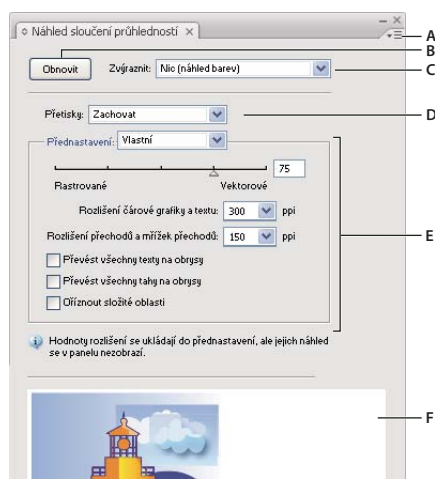 Náhled sloučení průhledností
A
B
Obnovit
Zvýraznit: Nic (náhled barev)
C
Přetisky: Zachovat
D
Přednastavení: Vlastní
75
Rastrované Vektorové
Rozlišení čárové grafiky a textu: 300 ppi
Rozlišení přechodů a mřížek přechodů: 150 ppi
E
Převést všechny texty na obrysy
Převést všechny tahy na obrysy
Oříznout složité oblasti
Hodnoty rozlišení se ukládají do přednastavení, ale jejich náhled
se v panelu nezobrazí.
F